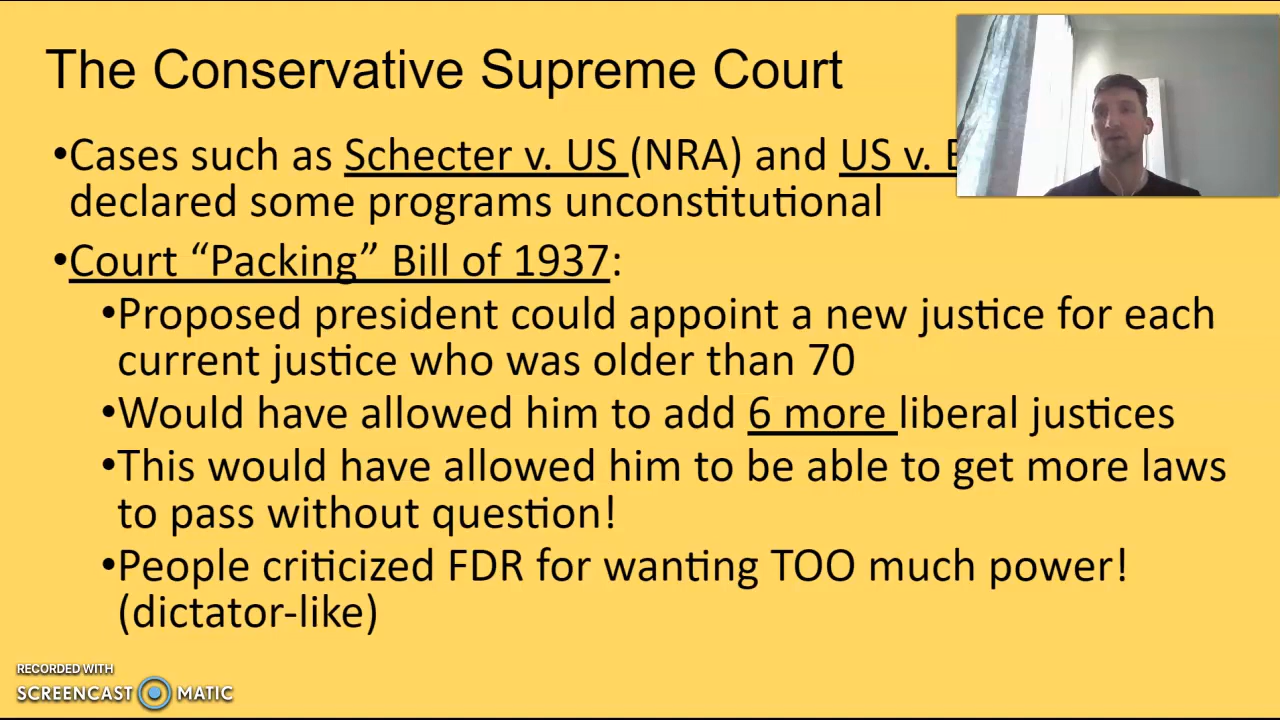 The Conservative Supreme Court
•Cases such as Schecter v. US (NRA) and US v.
declared some programs unconstitutional
•Court “Packing” Bill of 1937:
•Proposed president could appoint a new justice for each
current justice who was older than 70
•Would have allowed him to add 6 more liberal justices
•This would have allowed him to be able to get more laws
to pass without question!
•People criticized FDR for wanting TOO much power!
(dictator-like)
RECORDED WITH
SCREENCAST MATIC